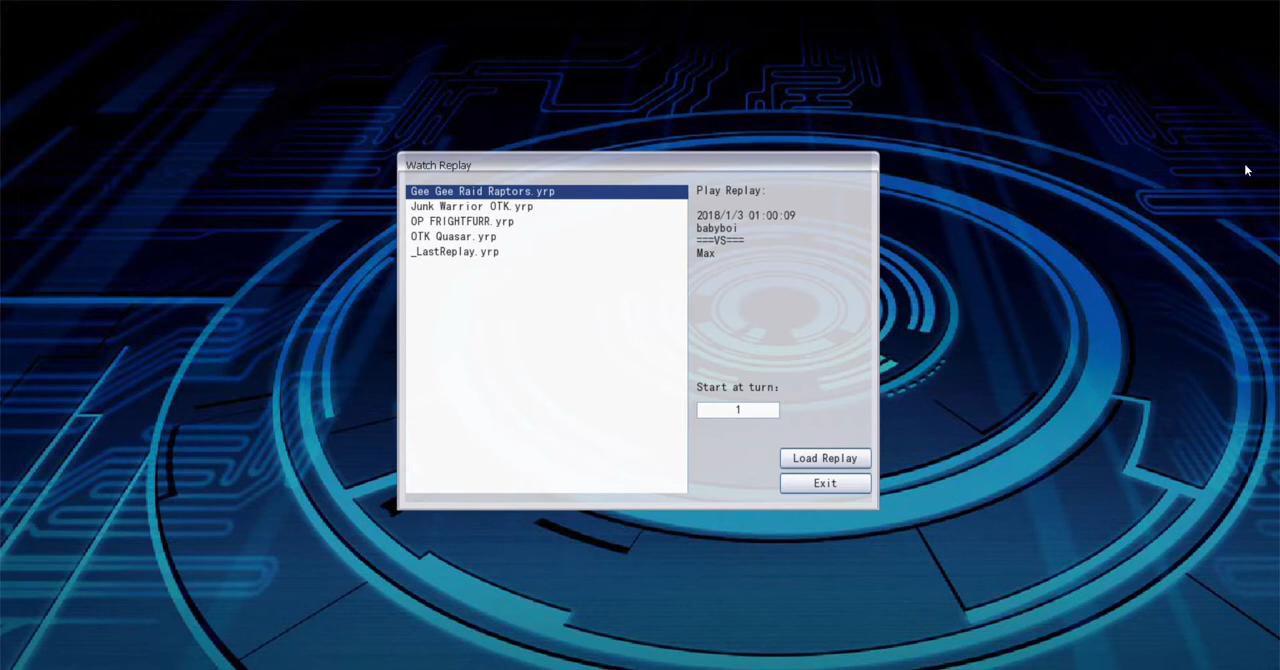 Watch Replay
Gee Gee Raid Raptors.yrp
Junk Warrior OTK.yrp
OP FRIGHTFURR.yrp
OTK Quasar.yrp
_LastReplay.yrp
Play Replay:
2018/1/3 01:00:09
babyboi
===VS===
Max
Start at turn:
1
Load Replay
Exit